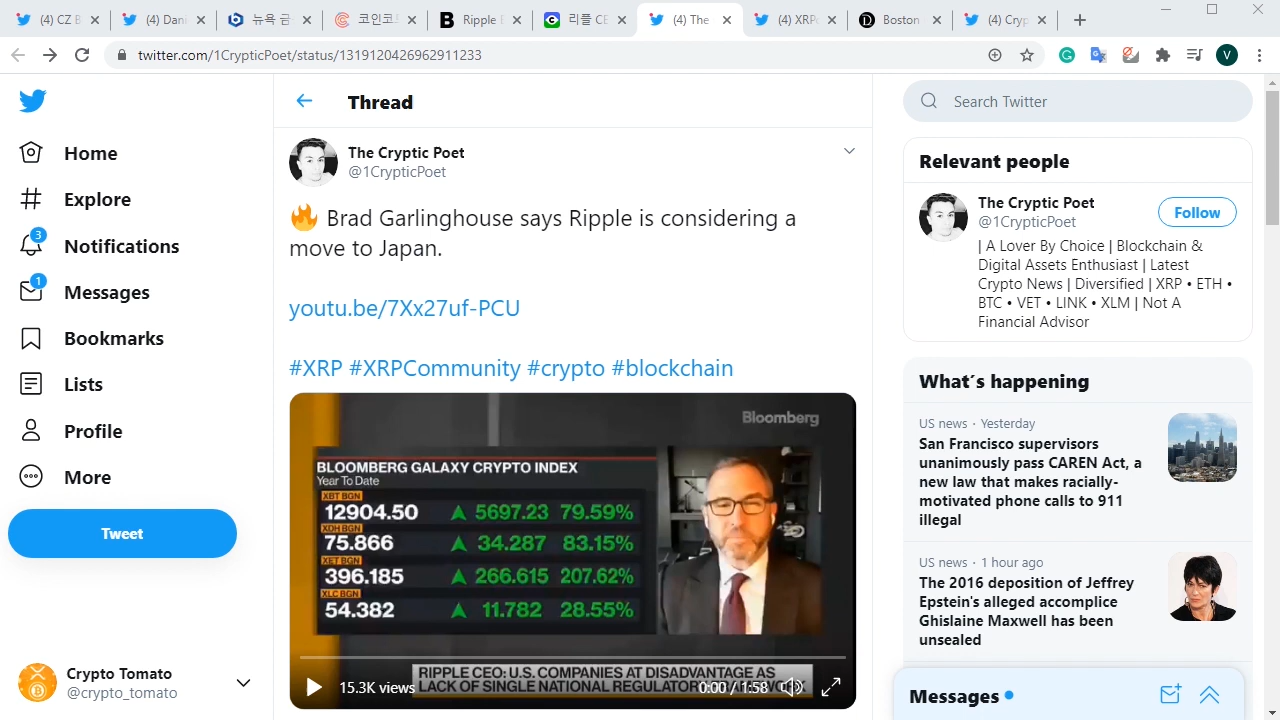 (4) CZ B
(4) Dani
뉴욕 금
코인코
Ripple E
리플 CE
(4) The
(4) XRPc
Boston
(4) Cryp
twitter.com/1CrypticPoet/status/1319120426962911233
V
Home
Explore
3
Notifications
1
Messages
Bookmarks
Lists
Profile
More
Tweet
Crypto Tomato
@crypto_tomato
Thread
The Cryptic Poet
@1CrypticPoet
Brad Garlinghouse says Ripple is considering a
move to Japan.
youtu.be/7Xx27uf-PCU
#XRP #XRPCommunity #crypto #blockchain
Bloomberg
BLOOMBERG GALAXY CRYPTO INDEX
Year To Date
XBT BGN
12904.50 ▲ 5697.23 79.59%
XDH BGN
75.866 ▲ 34.287 83.15%
XET BGN
396.185 ▲ 266.615 207.62%
XLC BGN
54.382 ▲ 11.782 28.55%
RIPPLE CEO: U.S. COMPANIES AT DISADVANTAGE AS
LACK OF SINGLE NATIONAL REGULATORY
15.3K views
0:00 / 1:58
Search Twitter
Relevant people
The Cryptic Poet
@1CrypticPoet
Follow
| A Lover By Choice | Blockchain &
Digital Assets Enthusiast | Latest
Crypto News | Diversified | XRP • ETH •
BTC • VET • LINK • XLM | Not A
Financial Advisor
What's happening
US news · Yesterday
San Francisco supervisors
unanimously pass CAREN Act, a
new law that makes racially-
motivated phone calls to 911
illegal
US news · 1 hour ago
The 2016 deposition of Jeffrey
Epstein's alleged accomplice
Ghislaine Maxwell has been
unsealed
Messages